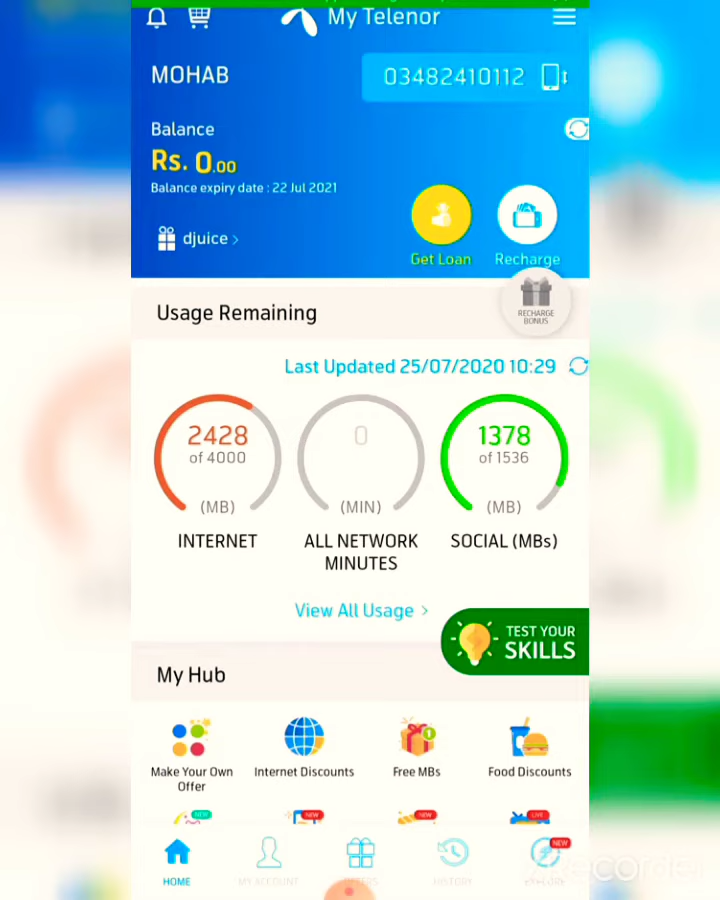 My Telenor
MOHAB
03482410112
Balance
Rs. 0.00
Balance expiry date : 22 Jul 2021
djuice >
Get Loan
Recharge
RECHARGE
BONUS
Usage Remaining
Last Updated 25/07/2020 10:29
2428
of 4000
(MB)
INTERNET
0
(MIN)
ALL NETWORK
MINUTES
1378
of 1536
(MB)
SOCIAL (MBs)
View All Usage >
TEST YOUR
SKILLS
My Hub
Make Your Own
Offer
Internet Discounts
1
Free MBs
Food Discounts
NEW
NEW
NEW
LIVE
NEW
HOME
MY ACCOUNT
HISTORY
EXPLORE